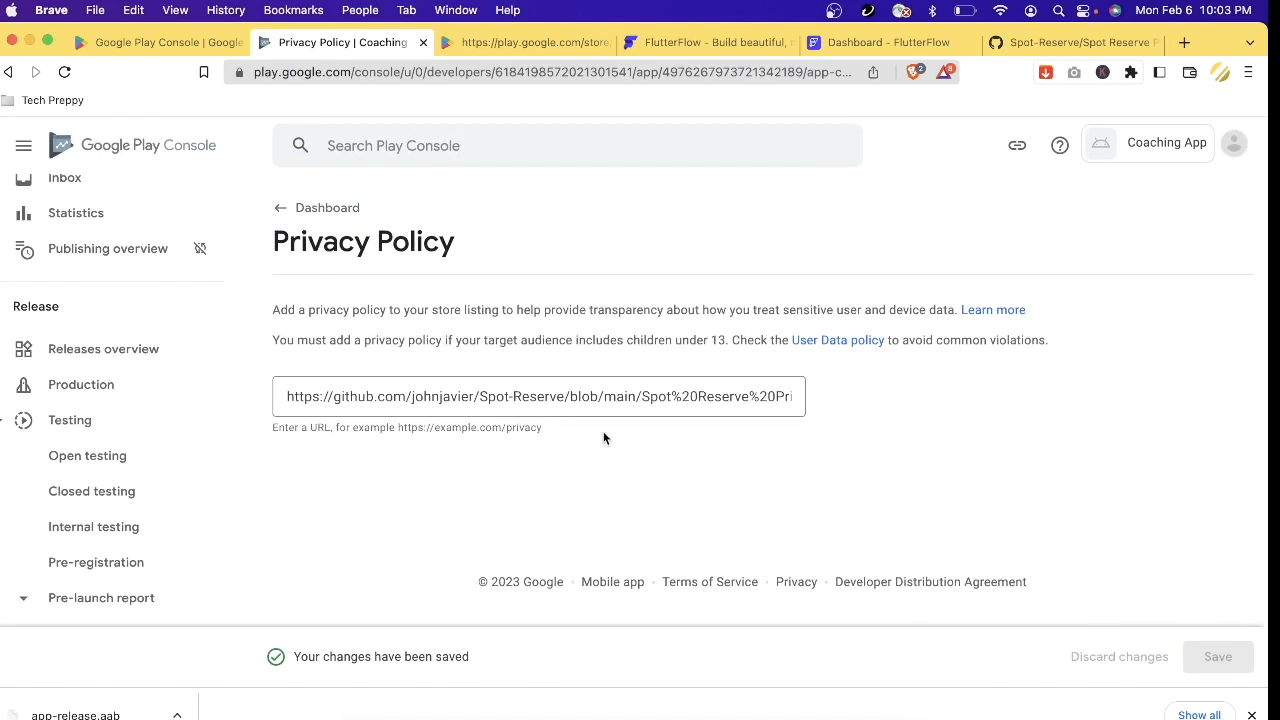 Brave File Edit View History Bookmarks People Tab Window Help Mon Feb 6 10:03 PM
Google Play Console | Google Privacy Policy | Coaching https://play.google.com/store FlutterFlow - Build beautiful, Dashboard - FlutterFlow Spot-Reserve/Spot Reserve P
play.google.com/console/u/0/developers/6184198572021301541/app/4976267973721342189/app-c... 2 8
Tech Preppy
Google Play Console
Search Play Console
Coaching App
Inbox
Statistics
Publishing overview
Release
Releases overview
Production
Testing
Open testing
Closed testing
Internal testing
Pre-registration
Pre-launch report
Dashboard
Privacy Policy
Add a privacy policy to your store listing to help provide transparency about how you treat sensitive user and device data. Learn more
You must add a privacy policy if your target audience includes children under 13. Check the User Data policy to avoid common violations.
https://github.com/johnjavier/Spot-Reserve/blob/main/Spot%20Reserve%20Pri
Enter a URL, for example https://example.com/privacy
© 2023 Google · Mobile app · Terms of Service · Privacy · Developer Distribution Agreement
Your changes have been saved
Discard changes Save
app-release.aab
Show all